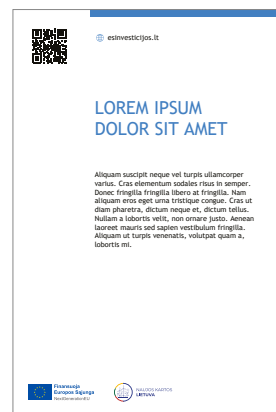 esinvesticijos.lt
LOREM IPSUM
DOLOR SIT AMET
Aliquam suscipit neque vel turpis ullamcorper
varius. Cras elementum sodales risus in semper.
Donec fringilla fringilla libero at fringilla. Nam
aliquam eros eget urna tristique congue. Cras ut
diam pharetra, dictum neque et, dictum tellus.
Nullam a lobortis velit, non ornare justo. Aenean
laoreet mauris sed sapien vestibulum fringilla.
Aliquam ut turpis venenatis, volutpat quam a,
lobortis mi.
Finansuoja
Europos Sąjunga
NextGenerationEU
NAUJOS KARTOS
LIETUVA